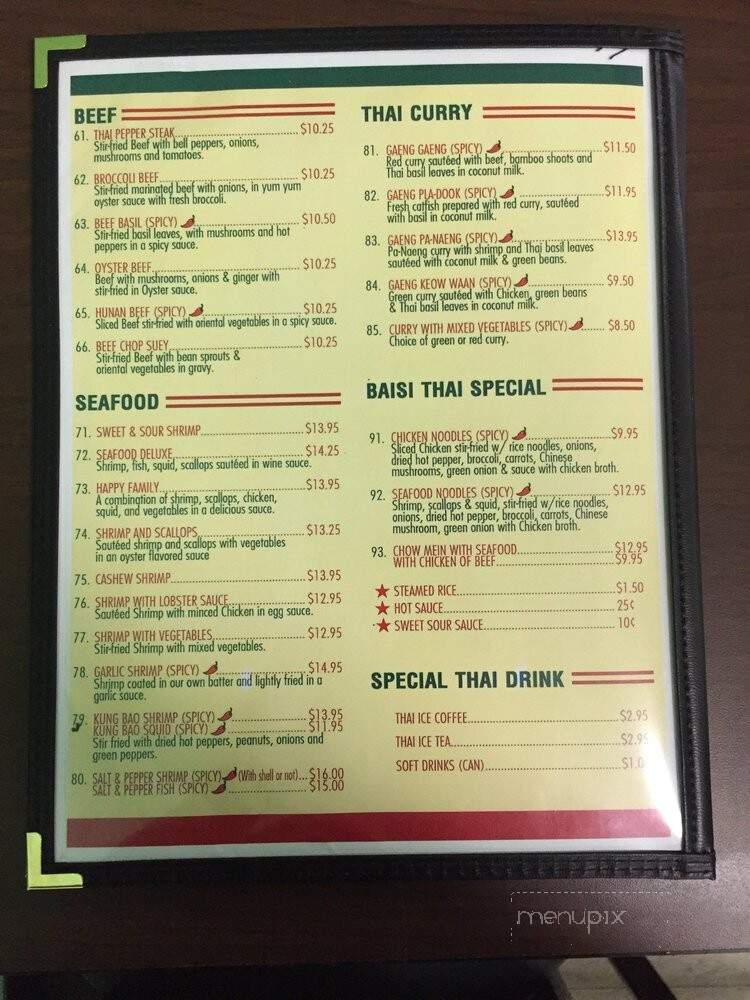 BEEF
61. THAI PEPPER STEAK..........$10.25
Stir-fried Beef with bell peppers, onions,
mushrooms and tomatoes.
62. BROCCOLI BEEF..........$10.25
Stir-fried marinated beef with onions, in yum yum
oyster sauce with fresh broccoli.
63. BEEF BASIL (SPICY)..........$10.50
Stir-fried basil leaves, with mushrooms and hot
peppers in a spicy sauce.
64. OYSTER BEEF..........$10.25
Beef with mushrooms, onions & ginger with
stir-fried in Oyster sauce.
65. HUNAN BEEF (SPICY)..........$10.25
Sliced Beef stir-fried with oriental vegetables in a spicy sauce.
66. BEEF CHOP SUEY..........$10.25
Stir-fried Beef with bean sprouts &
oriental vegetables in gravy.
SEAFOOD
71. SWEET & SOUR SHRIMP..........$13.95
72. SEAFOOD DELUXE..........$14.25
Shrimp, fish, squid, scallops sautéed in wine sauce.
73. HAPPY FAMILY..........$13.95
A combination of shrimp, scallops, chicken,
squid, and vegetables in a delicious sauce.
74. SHRIMP AND SCALLOPS..........$13.25
Sautéed shrimp and scallops with vegetables
in an oyster flavored sauce
75. CASHEW SHRIMP..........$13.95
76. SHRIMP WITH LOBSTER SAUCE..........$12.95
Sautéed Shrimp with minced Chicken in egg sauce.
77. SHRIMP WITH VEGETABLES..........$12.95
Stir-fried Shrimp with mixed vegetables.
78. GARLIC SHRIMP (SPICY)..........$14.95
Shrimp coated in our own batter and lightly fried in a
garlic sauce.
79. KUNG BAO SHRIMP (SPICY)..........$13.95
KUNG BAO SQUID (SPICY)..........$11.95
Stir fried with dried hot peppers, peanuts, onions and
green peppers.
80. SALT & PEPPER SHRIMP (SPICY) (With shell or not)...$16.00
SALT & PEPPER FISH (SPICY)..........$15.00
THAI CURRY
81. GAENG GAENG (SPICY)..........$11.50
Red curry sautéed with beef, bamboo shoots and
Thai basil leaves in coconut milk.
82. GAENG PLA-DOOK (SPICY)..........$11.95
Fresh catfish prepared with red curry, sautéed
with basil in coconut milk.
83. GAENG PA-NAENG (SPICY)..........$13.95
Pa-Naeng curry with shrimp and Thai basil leaves
sautéed with coconut milk & green beans.
84. GAENG KEOW WAAN (SPICY)..........$9.50
Green curry sautéed with Chicken, green beans
& Thai basil leaves in coconut milk.
85. CURRY WITH MIXED VEGETABLES (SPICY)......$8.50
Choice of green or red curry.
BAISI THAI SPECIAL
91. CHICKEN NOODLES (SPICY)..........$9.95
Sliced Chicken stir-fried w/ rice noodles, onions,
dried hot pepper, broccoli, carrots, Chinese
mushrooms, green onion & sauce with chicken broth.
92. SEAFOOD NOODLES (SPICY)..........$12.95
Shrimp, scallops & squid, stir-fried w/rice noodles,
onions, dried hot pepper, broccoli, carrots, Chinese
mushroom, green onion with Chicken broth.
93. CHOW MEIN WITH SEAFOOD..........$12.95
WITH CHICKEN OF BEEF..........$9.95
★ STEAMED RICE..........$1.50
★ HOT SAUCE..........25¢
★ SWEET SOUR SAUCE..........10¢
SPECIAL THAI DRINK
THAI ICE COFFEE..........$2.95
THAI ICE TEA..........$2.95
SOFT DRINKS (CAN)..........$1.0
menupix